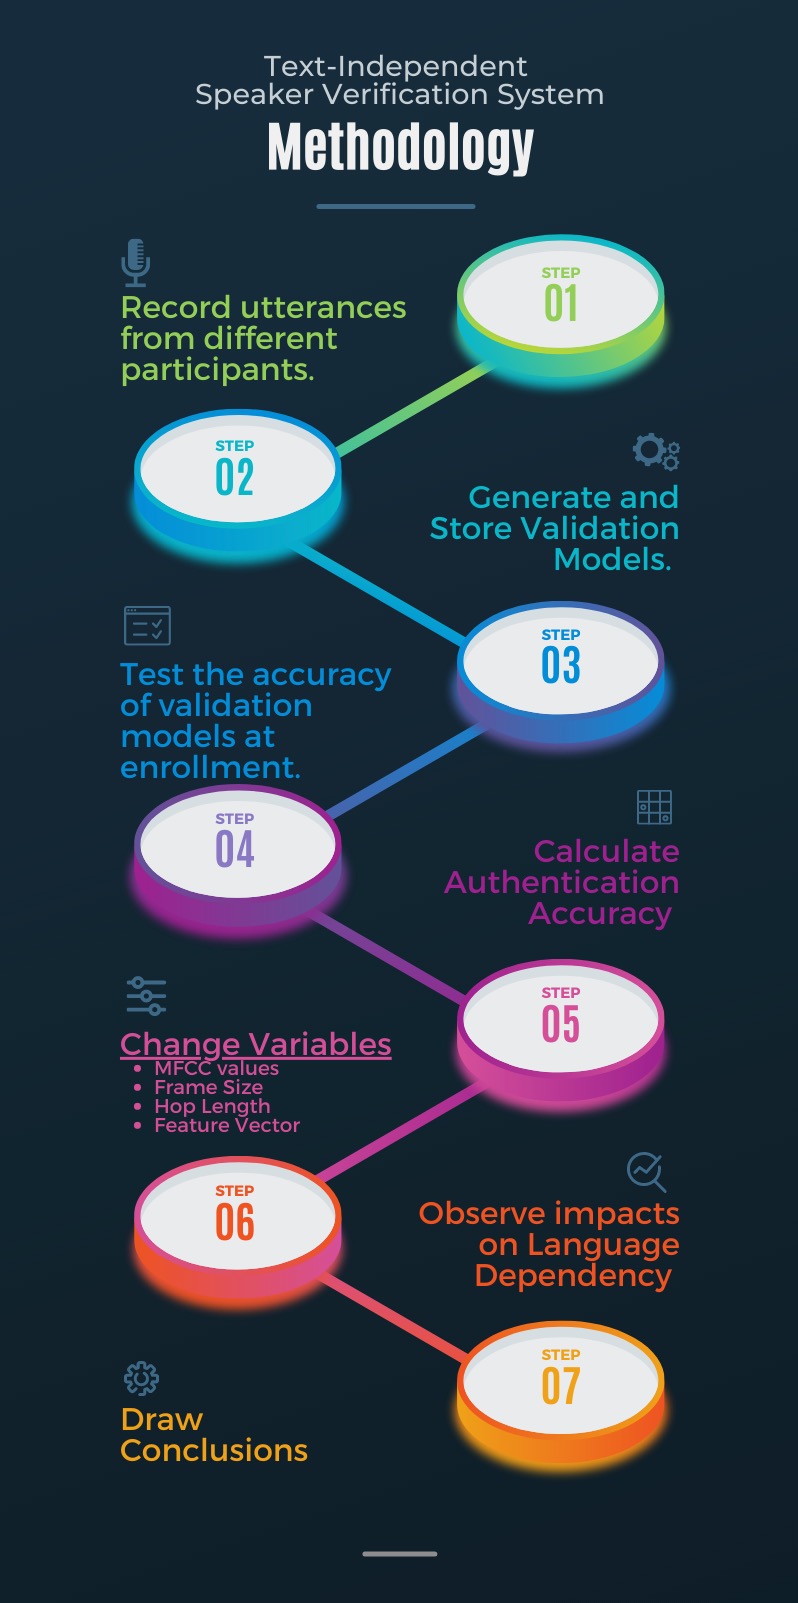 Text-Independent
Speaker Verification System
Methodology
STEP
01
Record utterances
from different
participants.
STEP
02
Generate and
Store Validation
Models.
STEP
03
Test the accuracy
of validation
models at
enrollment.
STEP
04
Calculate
Authentication
Accuracy
STEP
05
Change Variables
• MFCC values
• Frame Size
• Hop Length
• Feature Vector
STEP
06
Observe impacts
on Language
Dependency
STEP
07
Draw
Conclusions